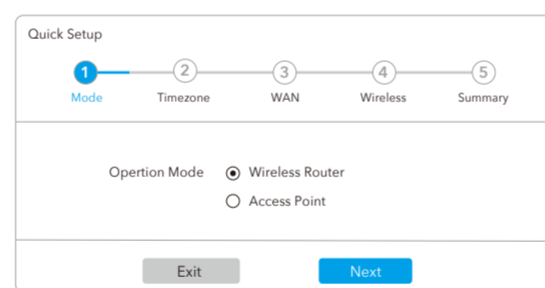 Quick Setup
1 2 3 4 5
Mode Timezone WAN Wireless Summary
Opertion Mode Wireless Router
Access Point
Exit Next